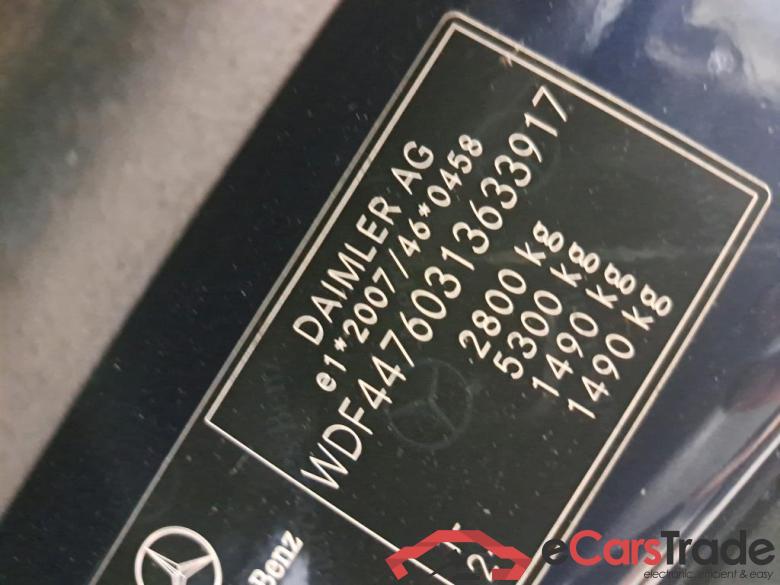 DAIMLER AG
e1*2007/46*0458
WDF44760313633917
2800 kg
5300 kg
1490 kg
1490 kg
Benz
eCarsTrade
electronic, efficient & easy